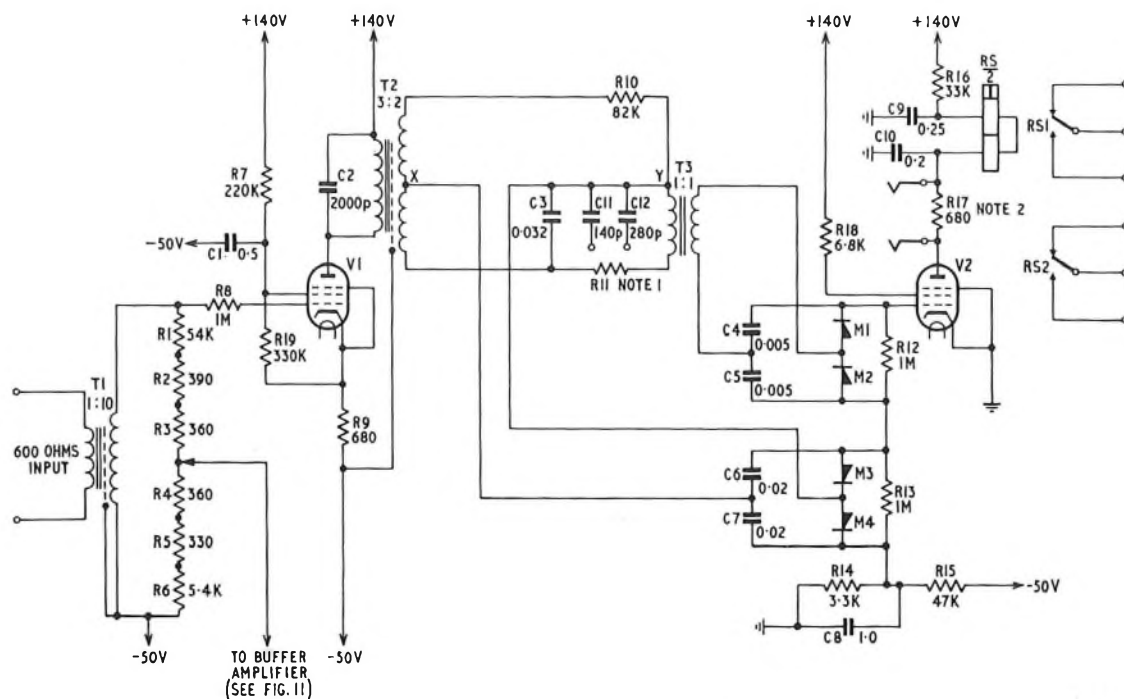 +140V
+140V
+140V
+140V
T2
3:2
R10
82K
R16
33K
RS
2
C9
0·25
C10
0·2
RS1
R7
220K
C2
2000p
X
Y
T3
1:1
C3
0·032
C11
140p
C12
280p
R11 NOTE 1
R17
680
NOTE 2
R18
6.8K
-50V
C1
0·5
V1
V2
RS2
R8
1M
R1
54K
R19
330K
C4
0·005
M1
C5
0·005
M2
R12
1M
R2
390
T1
1:10
R3
360
R9
680
600 OHMS
INPUT
R4
360
C6
0·02
M3
R13
1M
C7
0·02
M4
R5
330
R6
5·4K
R14
3·3K
R15
47K
-50V
C8
1·0
-50V
TO BUFFER
AMPLIFIER
(SEE FIG. 11)
-50V